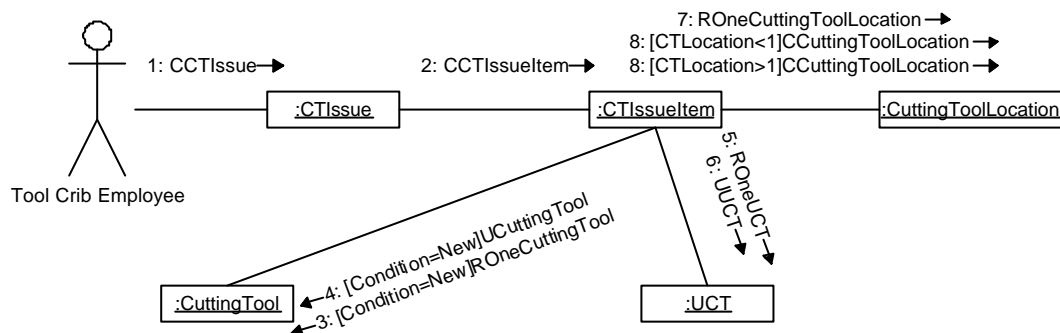 7: ROneCuttingToolLocation
8: [CTLocation<1]CCuttingToolLocation
1: CCTIssue
2: CCTIssueItem
8: [CTLocation>1]CCuttingToolLocation
:CTIssue
:CTIssueItem
:CuttingToolLocation
Tool Crib Employee
5: ROneUCT
6: UUCT
4: [Condition=New]UCuttingTool
3: [Condition=New]ROneCuttingTool
:CuttingTool
:UCT